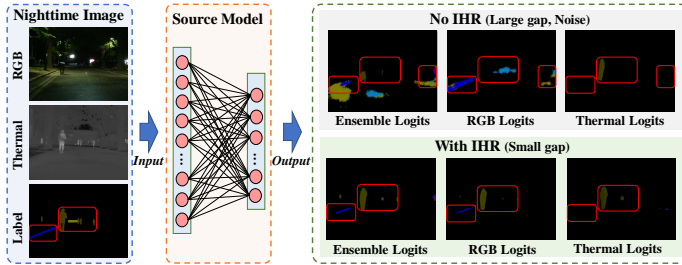 Nighttime Image
RGB
Thermal
Label
Input
Source Model
Output
No IHR (Large gap, Noise)
Ensemble Logits
RGB Logits
Thermal Logits
With IHR (Small gap)
Ensemble Logits
RGB Logits
Thermal Logits